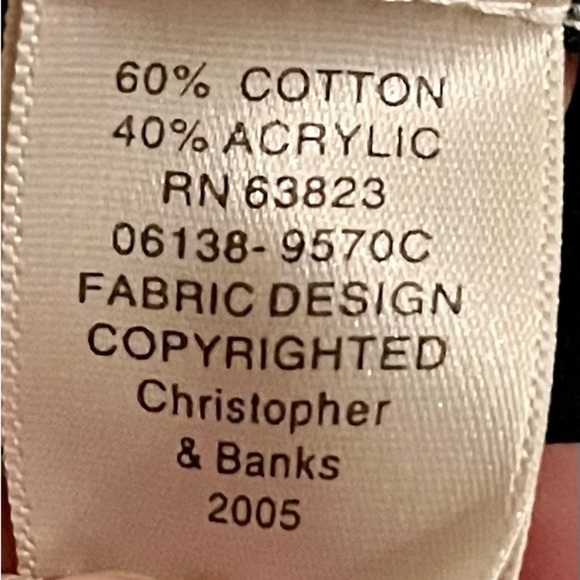 60% COTTON
40% ACRYLIC
RN 63823
06138- 9570C
FABRIC DESIGN
COPYRIGHTED
Christopher
& Banks
2005